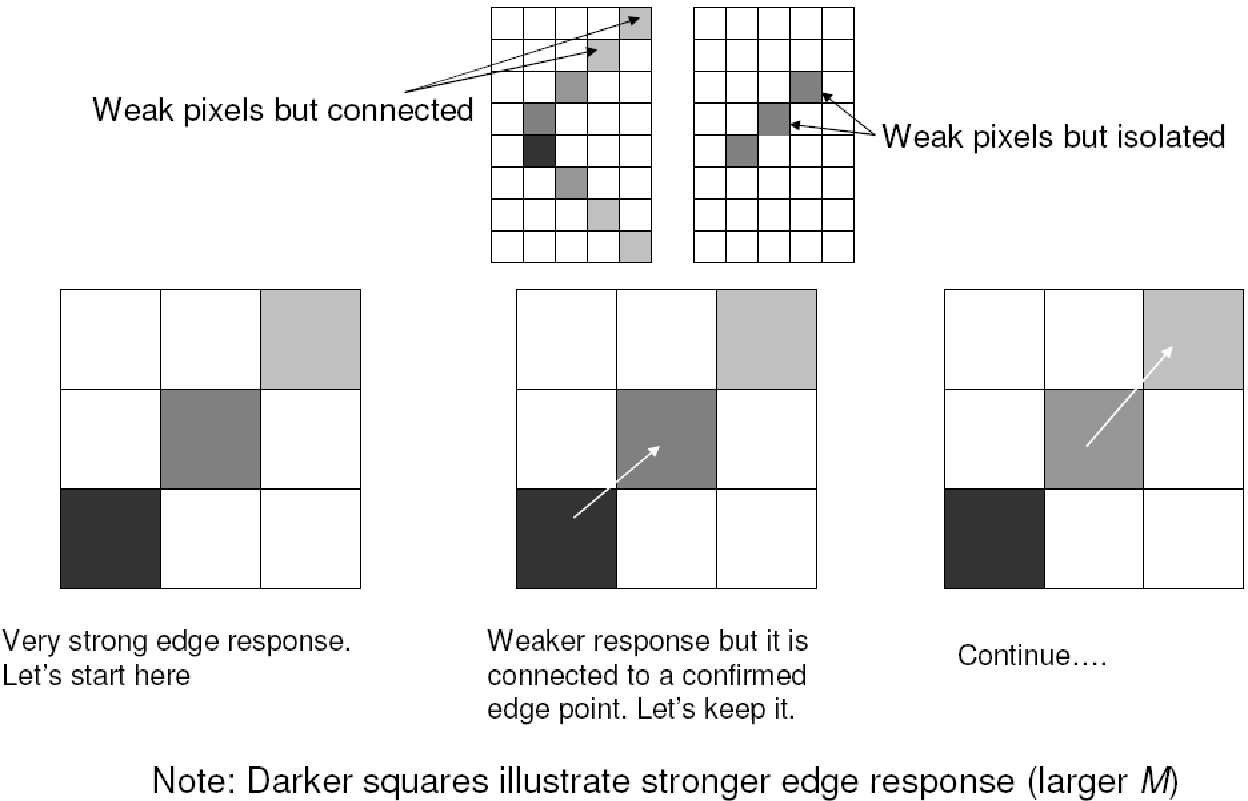 Weak pixels but connected
Weak pixels but isolated
Very strong edge response.
Let's start here
Weaker response but it is
connected to a confirmed
edge point. Let's keep it.
Continue....
Note: Darker squares illustrate stronger edge response (larger M)